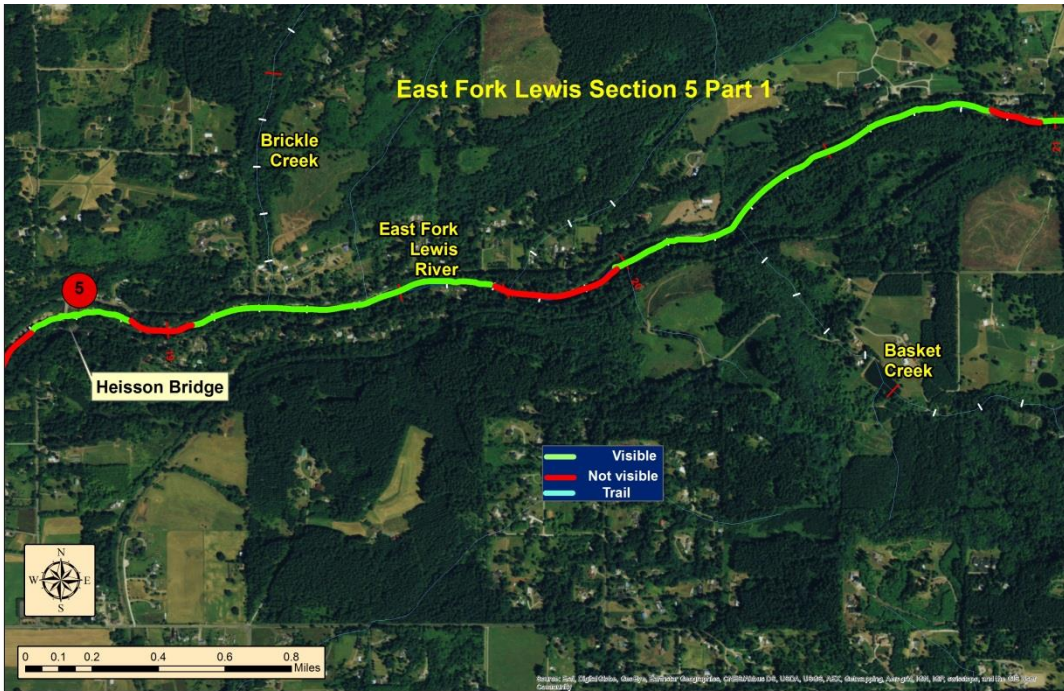 East Fork Lewis Section 5 Part 1
Brickle
Creek
East Fork
Lewis
River
5
Heisson Bridge
Basket
Creek
Visible
Not visible
Trail
N
W E
S
0 0.1 0.2 0.4 0.6 0.8
Miles
20